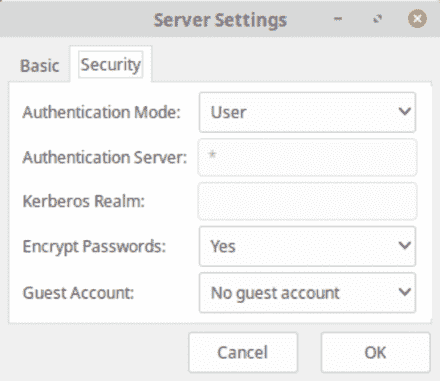 Server Settings
Basic Security
Authentication Mode: User
Authentication Server: *
Kerberos Realm:
Encrypt Passwords: Yes
Guest Account: No guest account
Cancel OK